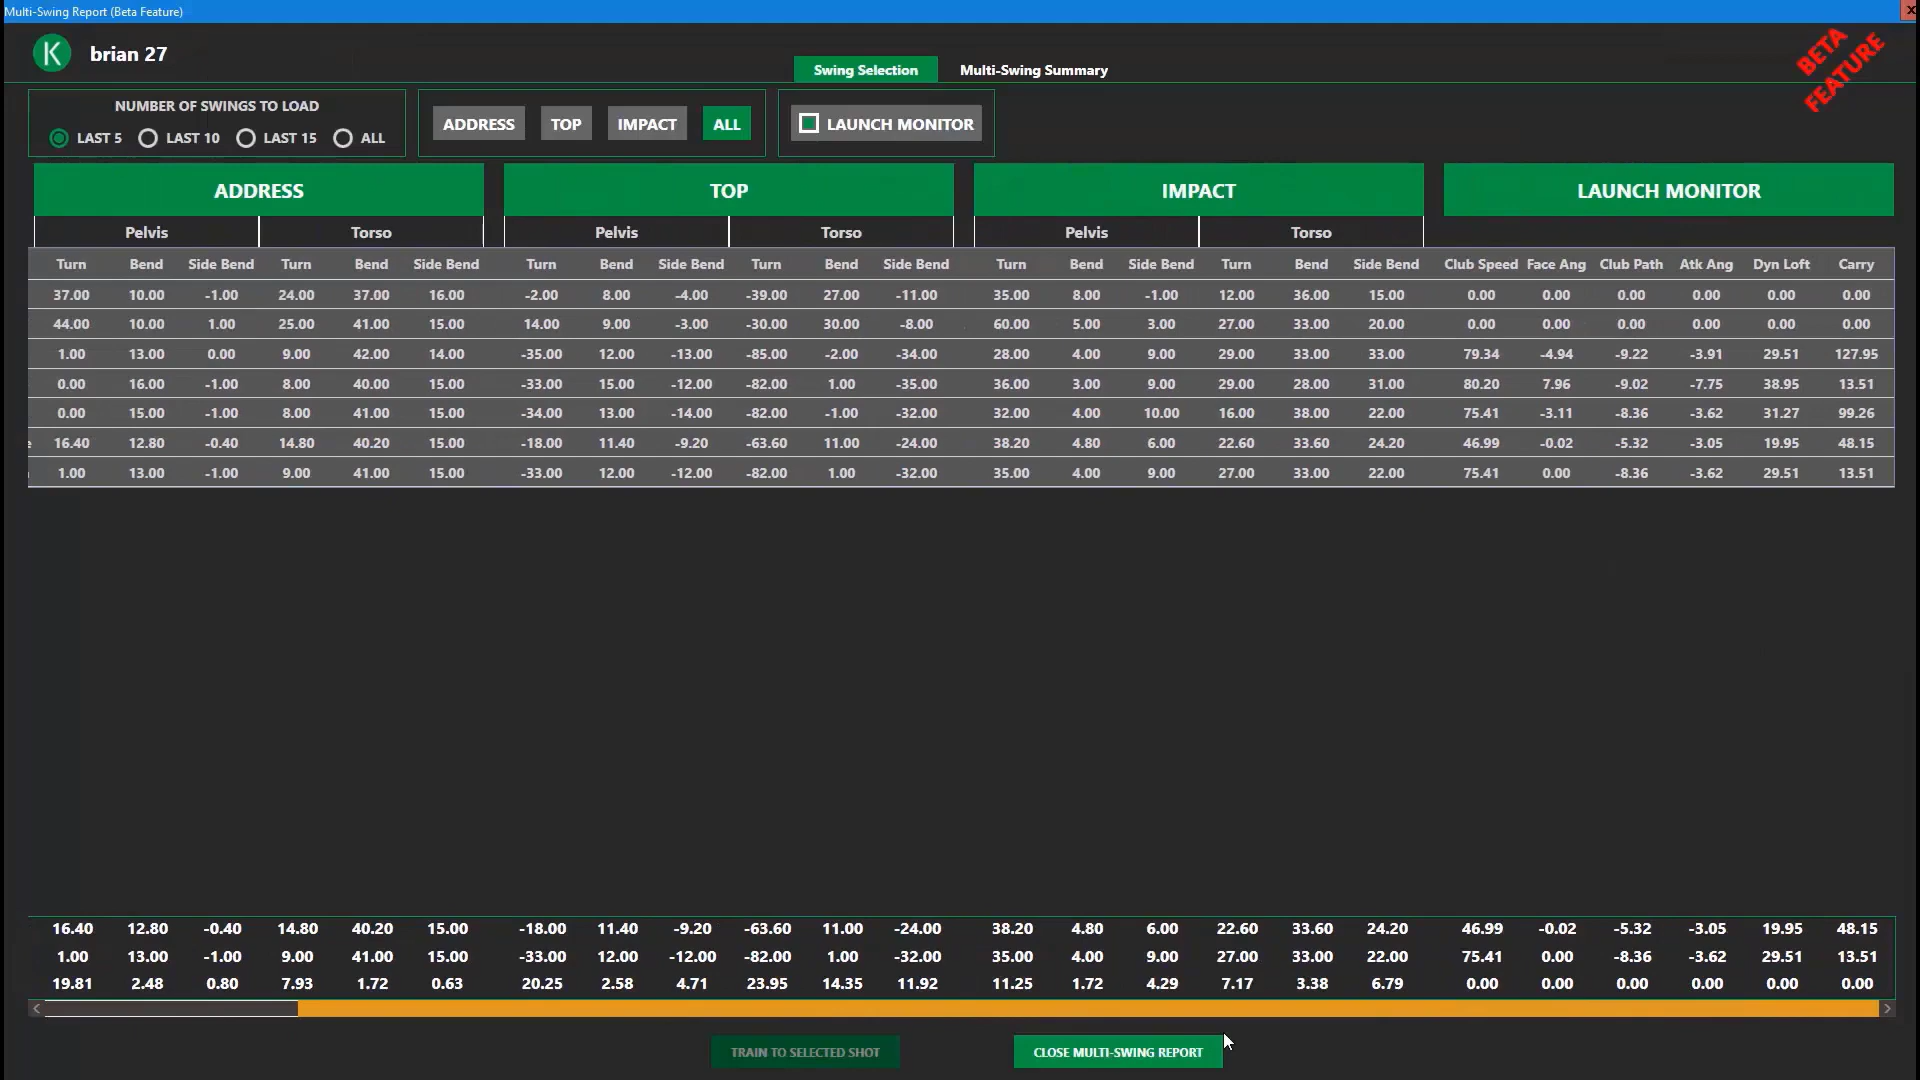 Multi-Swing Report (Beta Feature)
x
K
brian 27
Swing Selection
Multi-Swing Summary
BETA
FEATURE
NUMBER OF SWINGS TO LOAD
LAST 5 LAST 10 LAST 15 ALL
ADDRESS TOP IMPACT ALL
LAUNCH MONITOR
ADDRESS TOP IMPACT LAUNCH MONITOR
Pelvis Torso Pelvis Torso Pelvis Torso
Turn Bend Side Bend Turn Bend Side Bend Turn Bend Side Bend Turn Bend Side Bend Turn Bend Side Bend Turn Bend Side Bend Club Speed Face Ang Club Path Atk Ang Dyn Loft Carry
37.00 10.00 -1.00 24.00 37.00 16.00 -2.00 8.00 -4.00 -39.00 27.00 -11.00 35.00 8.00 -1.00 12.00 36.00 15.00 0.00 0.00 0.00 0.00 0.00 0.00
44.00 10.00 1.00 25.00 41.00 15.00 14.00 9.00 -3.00 -30.00 30.00 -8.00 60.00 5.00 3.00 27.00 33.00 20.00 0.00 0.00 0.00 0.00 0.00 0.00
1.00 13.00 0.00 9.00 42.00 14.00 -35.00 12.00 -13.00 -85.00 -2.00 -34.00 28.00 4.00 9.00 29.00 33.00 33.00 79.34 -4.94 -9.22 -3.91 29.51 127.95
0.00 16.00 -1.00 8.00 40.00 15.00 -33.00 15.00 -12.00 -82.00 1.00 -35.00 36.00 3.00 9.00 29.00 28.00 31.00 80.20 7.96 -9.02 -7.75 38.95 13.51
0.00 15.00 -1.00 8.00 41.00 15.00 -34.00 13.00 -14.00 -82.00 -1.00 -32.00 32.00 4.00 10.00 16.00 38.00 22.00 75.41 -3.11 -8.36 -3.62 31.27 99.26
16.40 12.80 -0.40 14.80 40.20 15.00 -18.00 11.40 -9.20 -63.60 11.00 -24.00 38.20 4.80 6.00 22.60 33.60 24.20 46.99 -0.02 -5.32 -3.05 19.95 48.15
1.00 13.00 -1.00 9.00 41.00 15.00 -33.00 12.00 -12.00 -82.00 1.00 -32.00 35.00 4.00 9.00 27.00 33.00 22.00 75.41 0.00 -8.36 -3.62 29.51 13.51
16.40 12.80 -0.40 14.80 40.20 15.00 -18.00 11.40 -9.20 -63.60 11.00 -24.00 38.20 4.80 6.00 22.60 33.60 24.20 46.99 -0.02 -5.32 -3.05 19.95 48.15
1.00 13.00 -1.00 9.00 41.00 15.00 -33.00 12.00 -12.00 -82.00 1.00 -32.00 35.00 4.00 9.00 27.00 33.00 22.00 75.41 0.00 -8.36 -3.62 29.51 13.51
19.81 2.48 0.80 7.93 1.72 0.63 20.25 2.58 4.71 23.95 14.35 11.92 11.25 1.72 4.29 7.17 3.38 6.79 0.00 0.00 0.00 0.00 0.00 0.00
TRAIN TO SELECTED SHOT
CLOSE MULTI-SWING REPORT